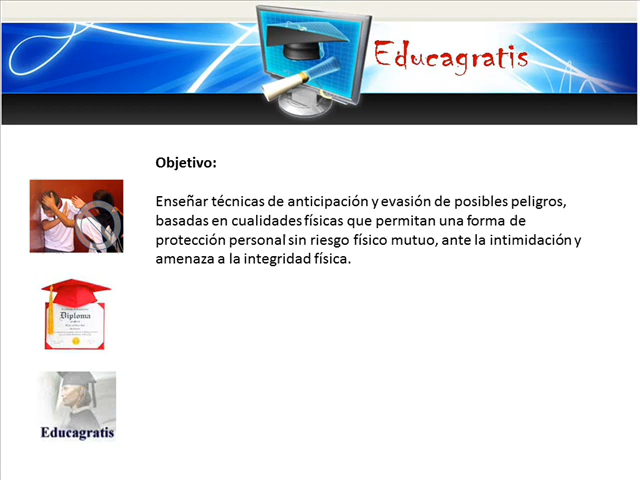 Educagratis
Objetivo:
Enseñar técnicas de anticipación y evasión de posibles peligros,
basadas en cualidades físicas que permitan una forma de
protección personal sin riesgo físico mutuo, ante la intimidación y
amenaza a la integridad física.
Diploma
Educagratis